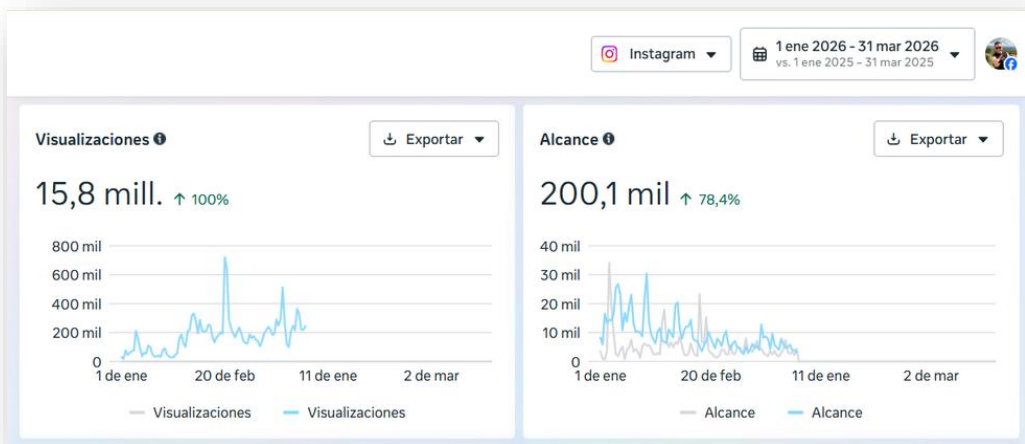 Instagram
1 ene 2026 - 31 mar 2026
vs. 1 ene 2025 - 31 mar 2025
Visualizaciones
Exportar
15,8 mill. ↑ 100%
800 mil
600 mil
400 mil
200 mil
0
1 de ene 20 de feb 11 de ene 2 de mar
Visualizaciones Visualizaciones
Alcance
Exportar
200,1 mil ↑ 78,4%
40 mil
30 mil
20 mil
10 mil
0
1 de ene 20 de feb 11 de ene 2 de mar
Alcance Alcance